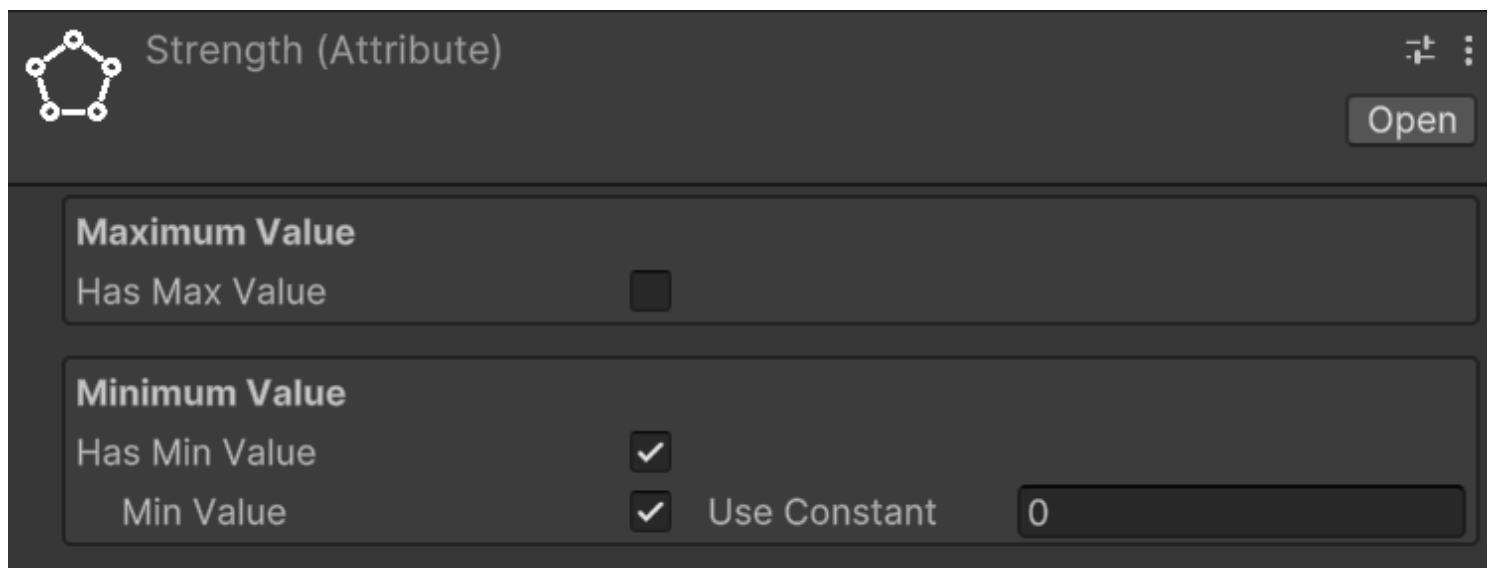 Strength (Attribute)
Open
Maximum Value
Has Max Value
Minimum Value
Has Min Value
Min Value Use Constant 0